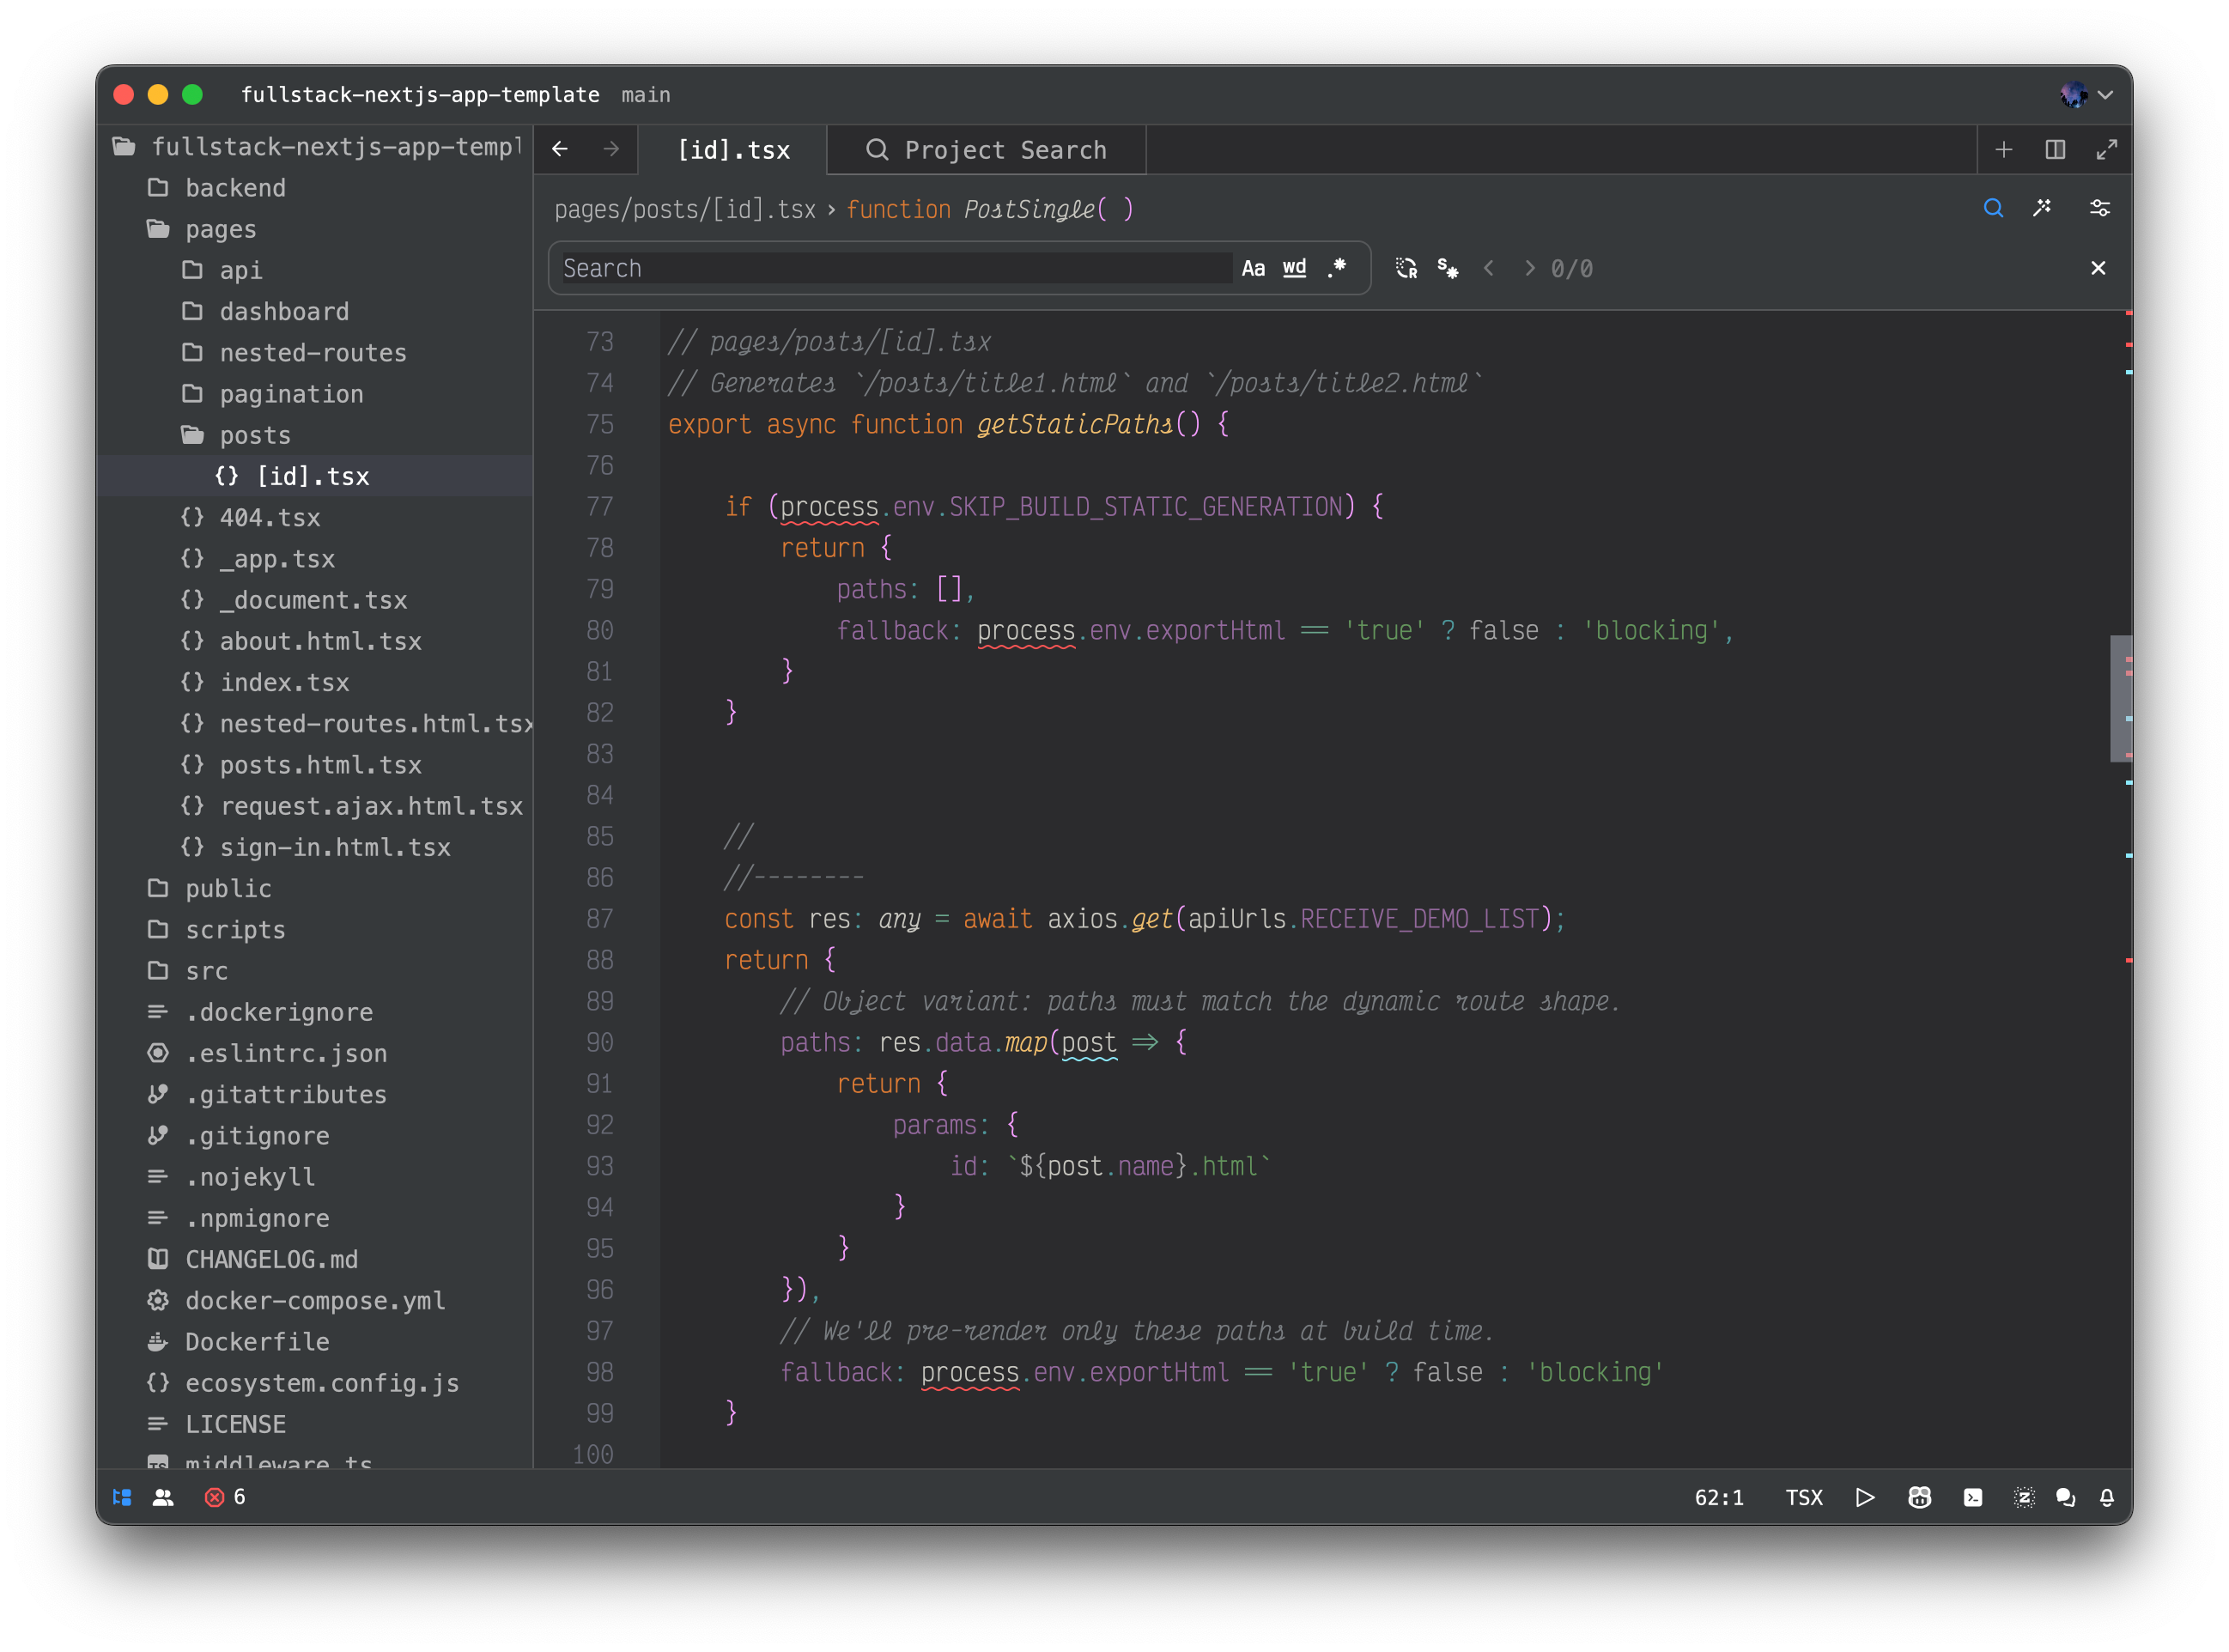 fullstack-nextjs-app-template main
fullstack-nextjs-app-templ
backend
pages
api
dashboard
nested-routes
pagination
posts
{} [id].tsx
{} 404.tsx
{} _app.tsx
{} _document.tsx
{} about.html.tsx
{} index.tsx
{} nested-routes.html.tsx
{} posts.html.tsx
{} request.ajax.html.tsx
{} sign-in.html.tsx
public
scripts
src
.dockerignore
.eslintrc.json
.gitattributes
.gitignore
.nojekyll
.npmignore
CHANGELOG.md
docker-compose.yml
Dockerfile
{} ecosystem.config.js
LICENSE
TS middleware.ts
[id].tsx Project Search
pages/posts/[id].tsx › function PostSingle( )
Search Aa wd .* 0/0
73 // pages/posts/[id].tsx
74 // Generates `/posts/title1.html` and `/posts/title2.html`
75 export async function getStaticPaths() {
76
77 if (process.env.SKIP_BUILD_STATIC_GENERATION) {
78 return {
79 paths: [],
80 fallback: process.env.exportHtml == 'true' ? false : 'blocking',
81 }
82 }
83
84
85 //
86 //--------
87 const res: any = await axios.get(apiUrls.RECEIVE_DEMO_LIST);
88 return {
89 // Object variant: paths must match the dynamic route shape.
90 paths: res.data.map(post => {
91 return {
92 params: {
93 id: `${post.name}.html`
94 }
95 }
96 }),
97 // We'll pre-render only these paths at build time.
98 fallback: process.env.exportHtml == 'true' ? false : 'blocking'
99 }
100
6 62:1 TSX